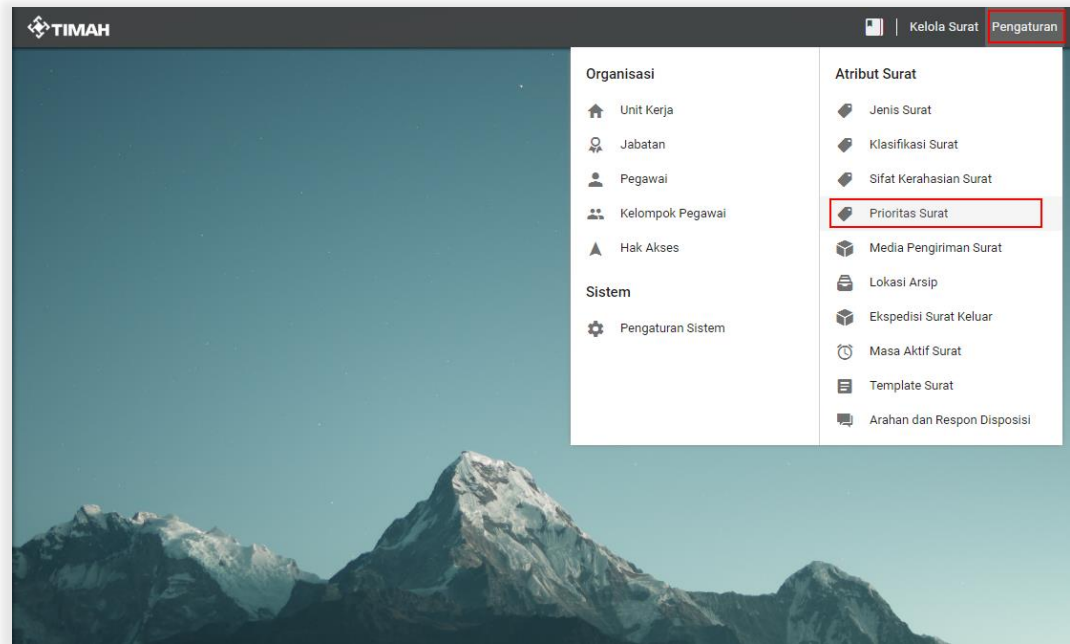 TIMAH
Kelola Surat
Pengaturan
Organisasi
Unit Kerja
Jabatan
Pegawai
Kelompok Pegawai
Hak Akses
Sistem
Pengaturan Sistem
Atribut Surat
Jenis Surat
Klasifikasi Surat
Sifat Kerahasian Surat
Prioritas Surat
Media Pengiriman Surat
Lokasi Arsip
Ekspedisi Surat Keluar
Masa Aktif Surat
Template Surat
Arahan dan Respon Disposisi